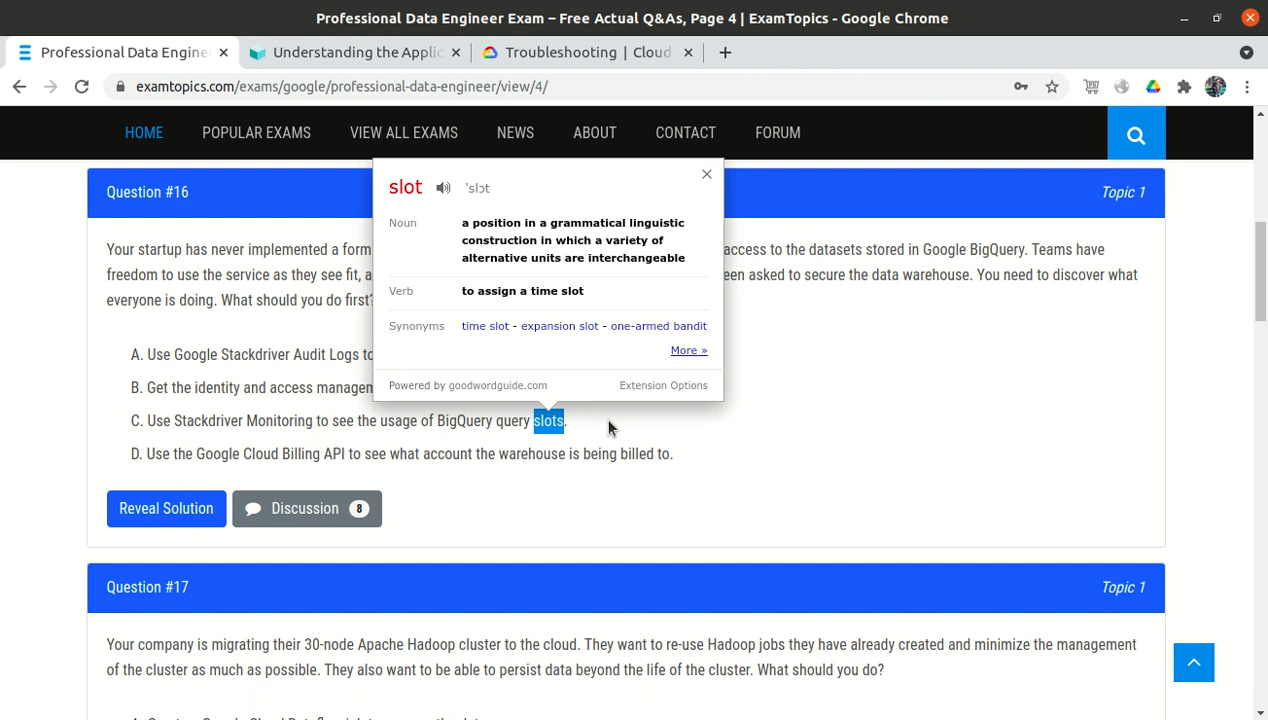 Professional Data Engineer Exam – Free Actual Q&As, Page 4 | ExamTopics - Google Chrome
Professional Data Engine
Understanding the Applic
Troubleshooting | Cloud
examtopics.com/exams/google/professional-data-engineer/view/4/
HOME POPULAR EXAMS VIEW ALL EXAMS NEWS ABOUT CONTACT FORUM
Question #16 Topic 1
Your startup has never implemented a form
access to the datasets stored in Google BigQuery. Teams have
freedom to use the service as they see fit, a
en asked to secure the data warehouse. You need to discover what
everyone is doing. What should you do first?
slot 'slɔt
Noun a position in a grammatical linguistic
construction in which a variety of
alternative units are interchangeable
Verb to assign a time slot
Synonyms time slot - expansion slot - one-armed bandit
More »
Powered by goodwordguide.com Extension Options
A. Use Google Stackdriver Audit Logs to
B. Get the identity and access managem
C. Use Stackdriver Monitoring to see the usage of BigQuery query slots.
D. Use the Google Cloud Billing API to see what account the warehouse is being billed to.
Reveal Solution Discussion 8
Question #17 Topic 1
Your company is migrating their 30-node Apache Hadoop cluster to the cloud. They want to re-use Hadoop jobs they have already created and minimize the management
of the cluster as much as possible. They also want to be able to persist data beyond the life of the cluster. What should you do?